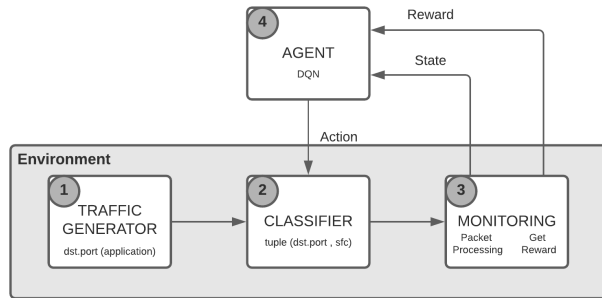 4
AGENT
DQN
Reward
State
Action
Environment
1
TRAFFIC
GENERATOR
dst.port (application)
2
CLASSIFIER
tuple (dst.port , sfc)
3
MONITORING
Packet
Processing
Get
Reward